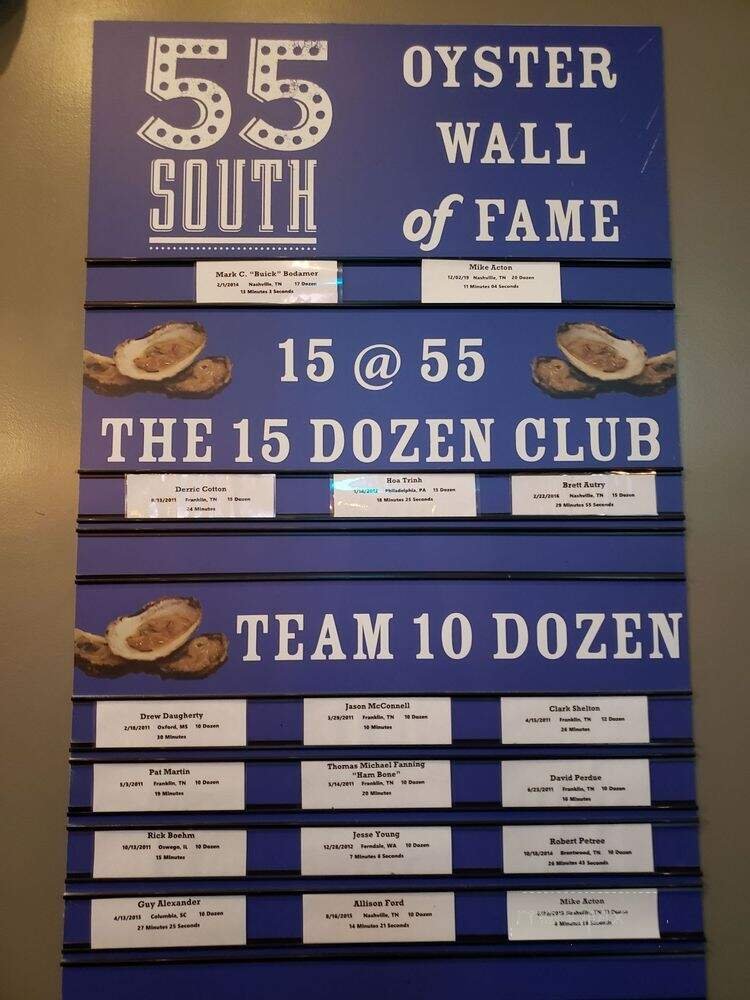 55
SOUTH
OYSTER
WALL
of FAME
Mark C. "Buick" Bodamer
2/1/2014 Nashville, TN 17 Dozen
13 Minutes 3 Seconds
Mike Acton
12/02/19 Nashville, TN 20 Dozen
11 Minutes 04 Seconds
15 @ 55
THE 15 DOZEN CLUB
Derric Cotton
Franklin, TN 15 Dozen
24 Minutes
Hoa Trinh
Philadelphia, PA 15 Dozen
18 Minutes 25 Seconds
Brett Autry
2/22/2016 Nashville, TN 15 Dozen
29 Minutes 55 Seconds
TEAM 10 DOZEN
Drew Daugherty
2/18/2011 Oxford, MS 10 Dozen
30 Minutes
Jason McConnell
3/29/2011 Franklin, TN 10 Dozen
10 Minutes
Clark Shelton
4/15/2011 Franklin, TN 12 Dozen
26 Minutes
Pat Martin
5/3/2011 Franklin, TN 10 Dozen
19 Minutes
Thomas Michael Fanning
"Ham Bone"
5/14/2011 Franklin, TN 10 Dozen
20 Minutes
David Perdue
6/23/2011 Franklin, TN 10 Dozen
16 Minutes
Rick Boehm
10/13/2011 Oswego, IL 10 Dozen
15 Minutes
Jesse Young
12/28/2012 Ferndale, WA 10 Dozen
7 Minutes 8 Seconds
Robert Petree
10/18/2014 Brentwood, TN 10 Dozen
26 Minutes 43 Seconds
Guy Alexander
4/13/2015 Columbia, SC 10 Dozen
27 Minutes 25 Seconds
Allison Ford
8/16/2015 Nashville, TN 10 Dozen
14 Minutes 21 Seconds
Mike Acton
Nashville, TN 11 Dozen
Minutes 18 Seconds